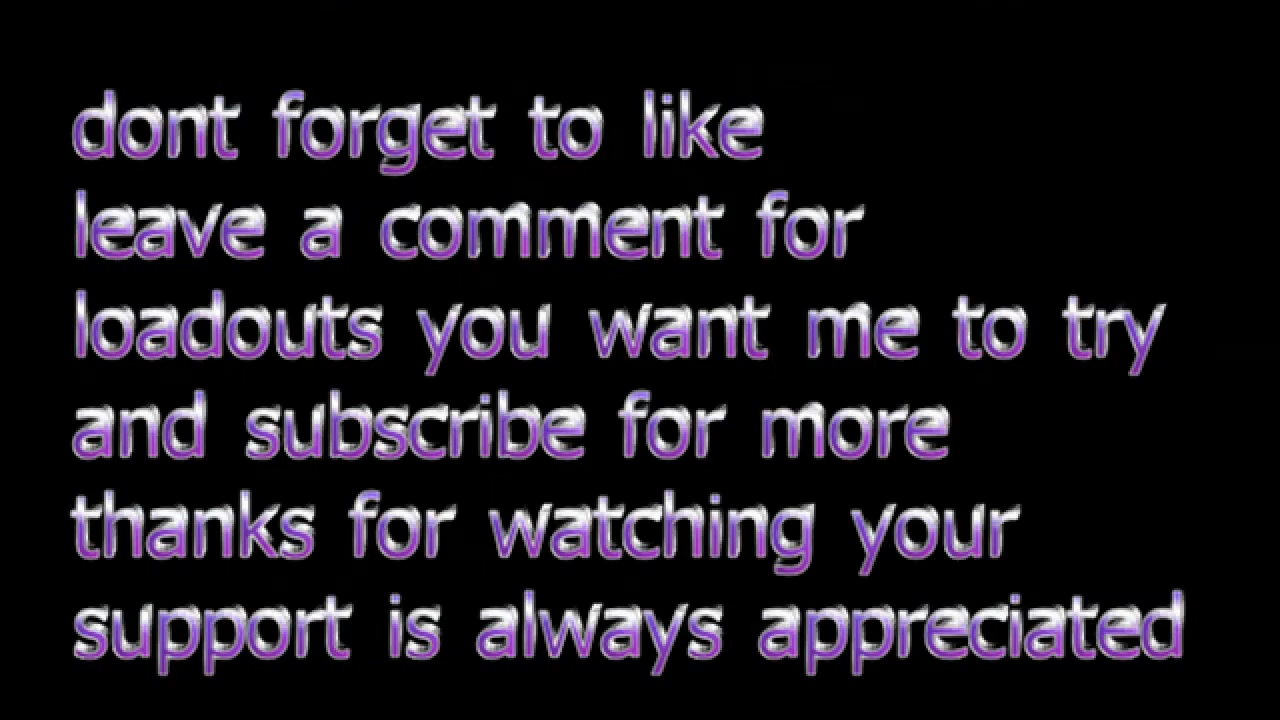 dont forget to like
leave a comment for
loadouts you want me to try
and subscribe for more
thanks for watching your
support is always appreciated